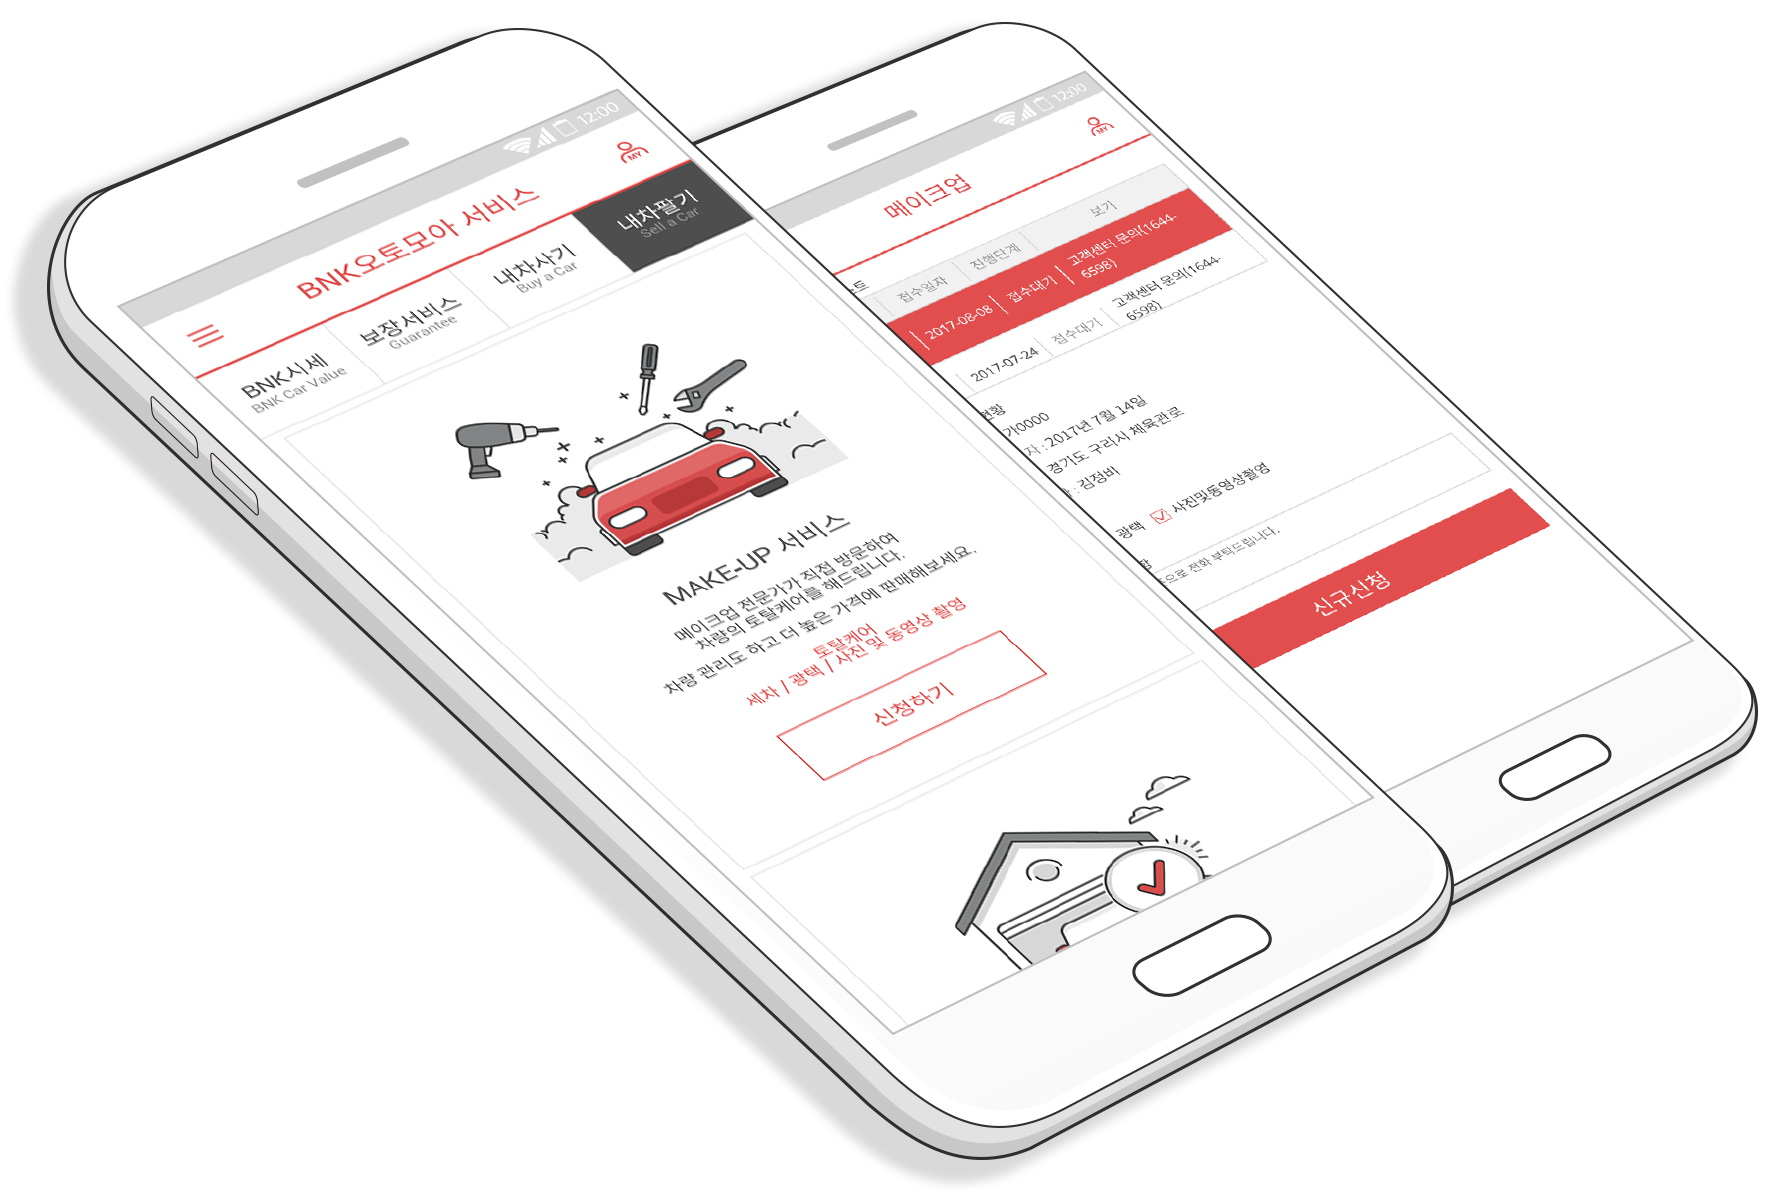 12:00
MY
BNK오토모아 서비스
BNK시세
BNK Car Value
보장서비스
Guarantee
내차사기
Buy a Car
내차팔기
Sell a Car
MAKE-UP 서비스
메이크업 전문가가 직접 방문하여
차량의 토탈케어를 해드립니다.
차량 관리도 하고 더 높은 가격에 판매해보세요.
토탈케어
세차 / 광택 / 사진 및 동영상 촬영
신청하기
12:00
MY
메이크업
접수일자
진행단계
보기
2017-08-08
접수대기
고객센터 문의(1644-
6598)
2017-07-24
접수대기
고객센터 문의(1644-
6598)
현황
가0000
자 : 2017년 7월 14일
경기도 구리시 체육관로
: 김정비
광택
사진및동영상촬영
으로 전화 부탁드립니다.
신규신청